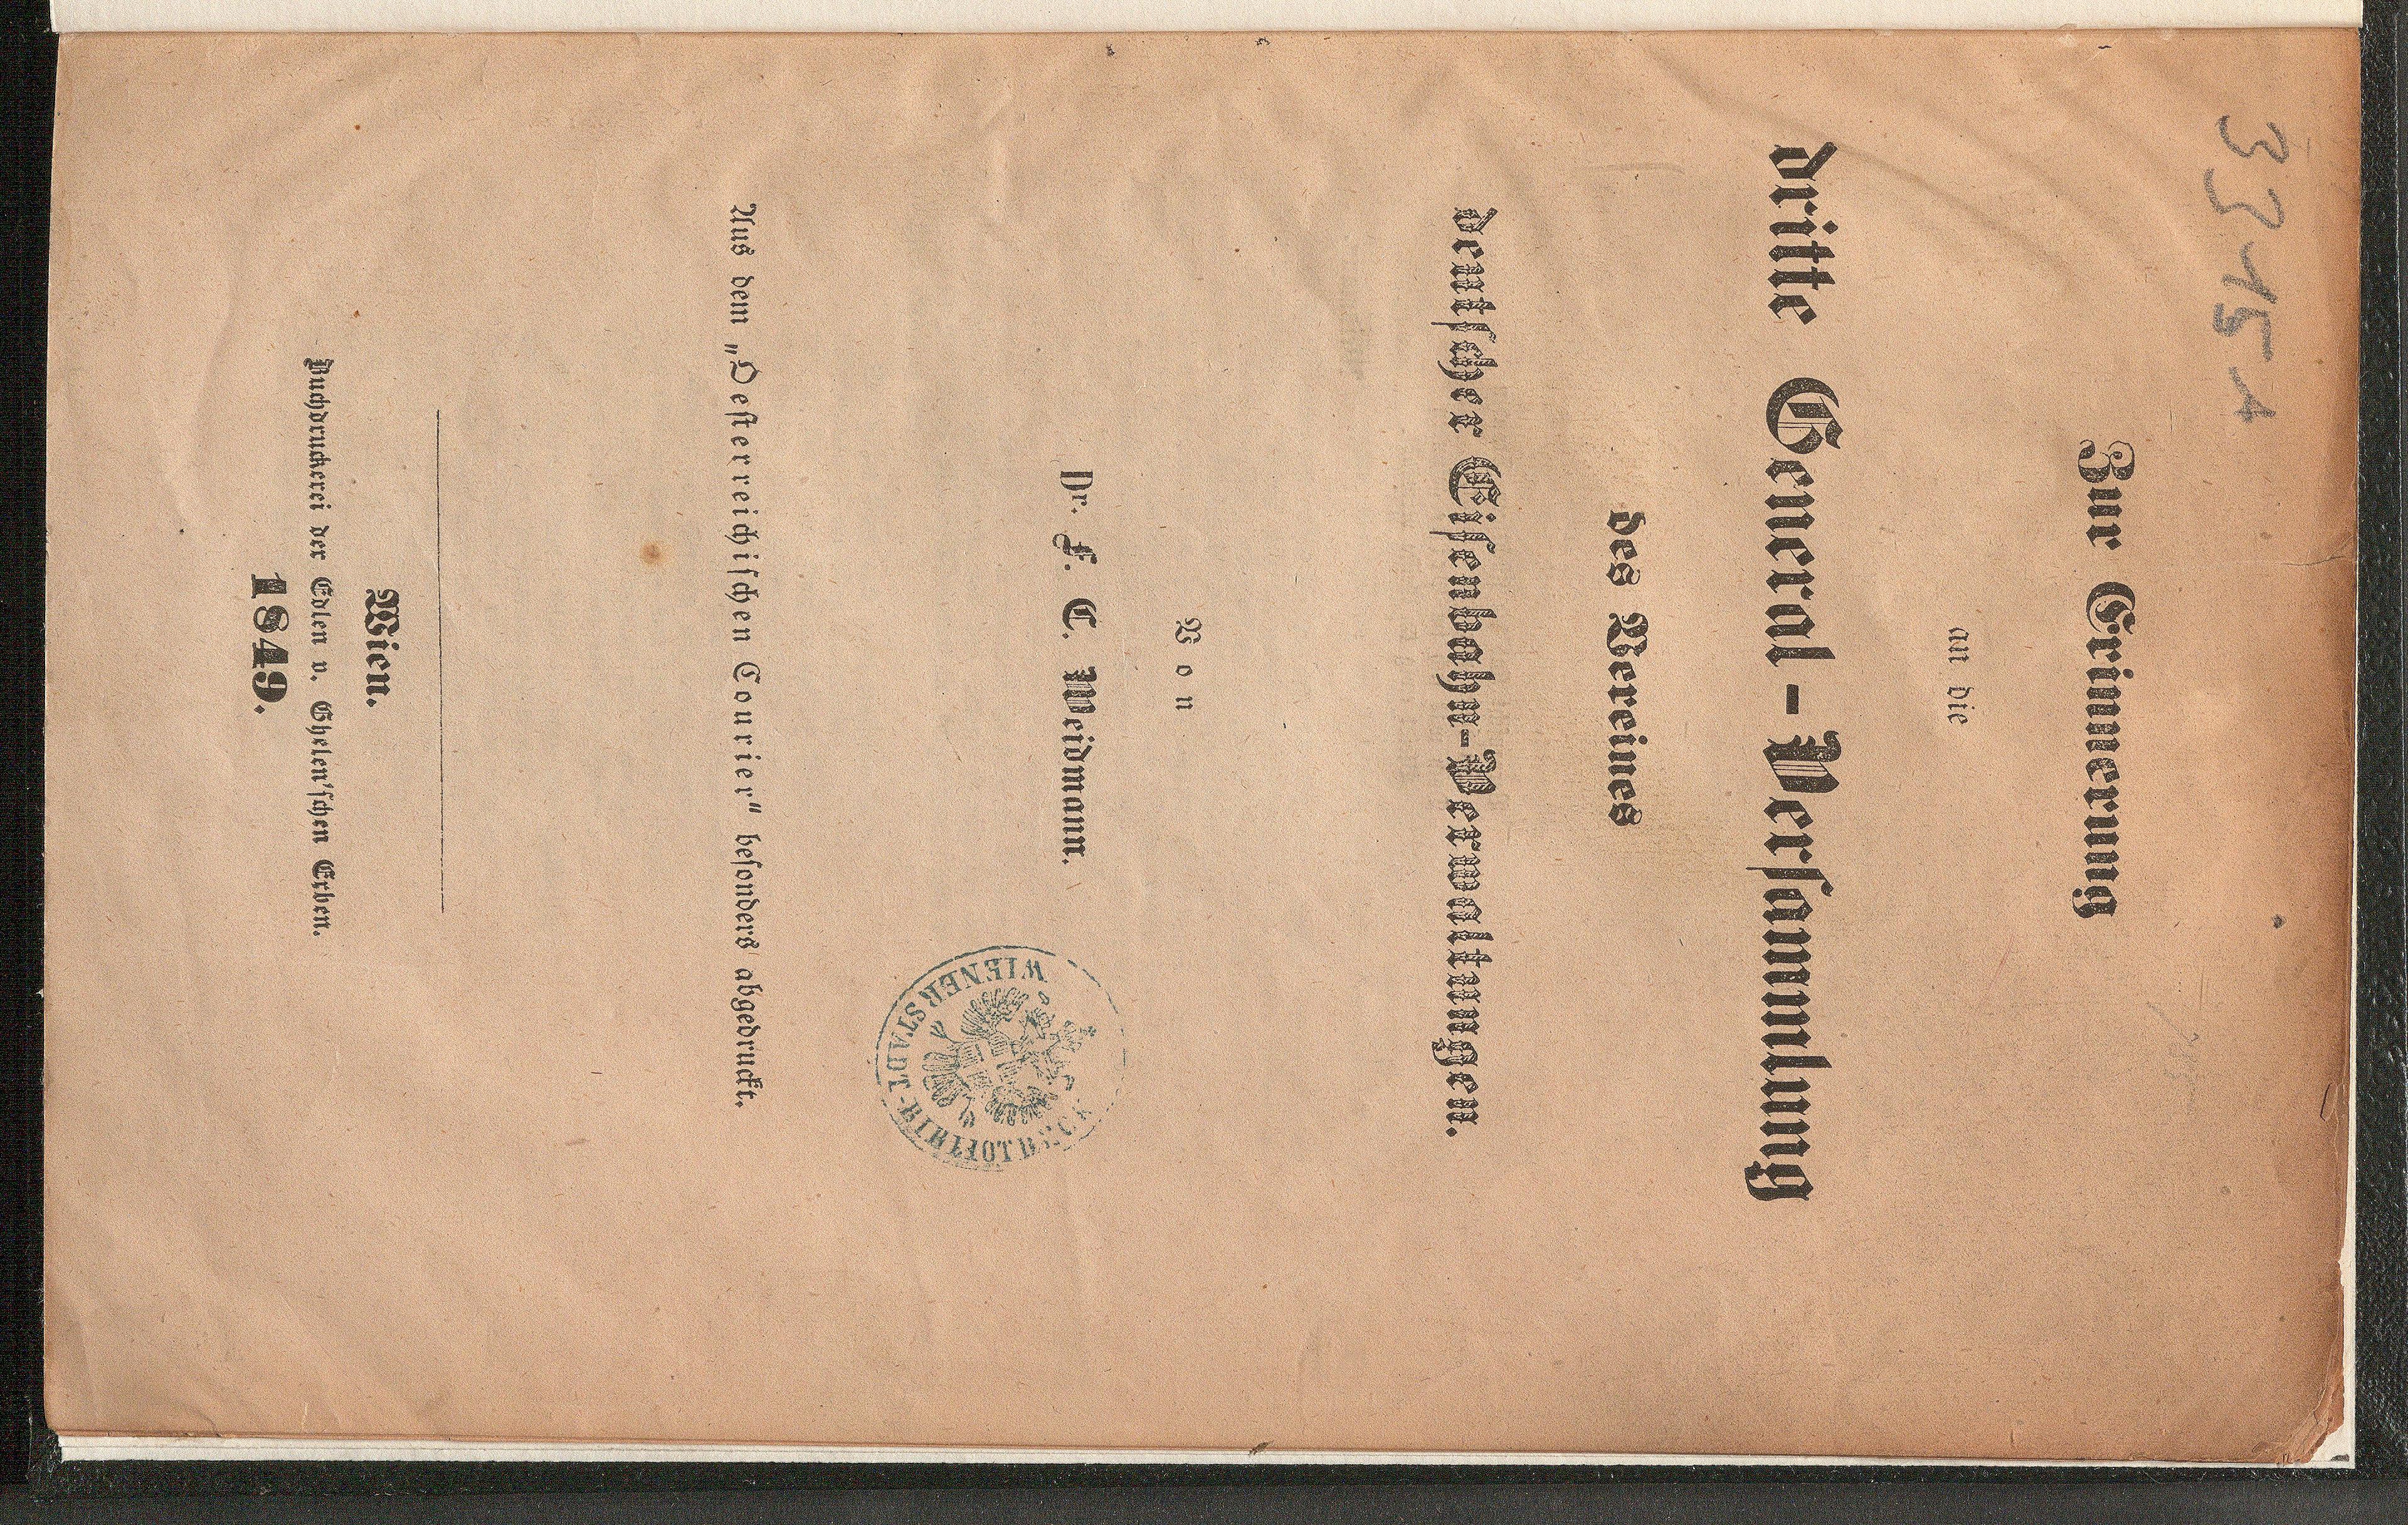 33151
Zur Erinnerung
an die
dritte General-Versammlung
des Vereines
deutscher Eisenbahn-Verwaltungen.
Von
Dr. F. C. Weidmann.
WIENER STADT-BIBLIOTHEK
Aus dem „Oesterreichischen Courier" besonders abgedruckt.
Wien.
Buchdruckerei der Edlen v. Ghelen'schen Erben.
1849.